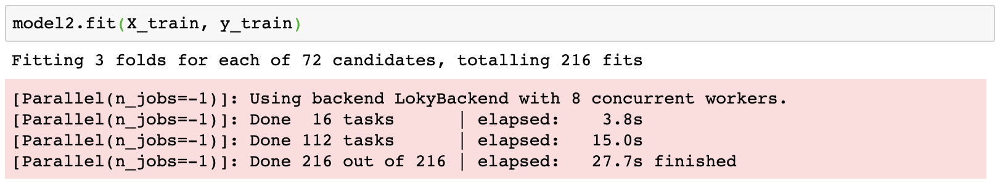 model2.fit(X_train, y_train)
Fitting 3 folds for each of 72 candidates, totalling 216 fits
[Parallel(n_jobs=-1)]: Using backend LokyBackend with 8 concurrent workers.
[Parallel(n_jobs=-1)]: Done  16 tasks      | elapsed:    3.8s
[Parallel(n_jobs=-1)]: Done 112 tasks      | elapsed:   15.0s
[Parallel(n_jobs=-1)]: Done 216 out of 216 | elapsed:   27.7s finished